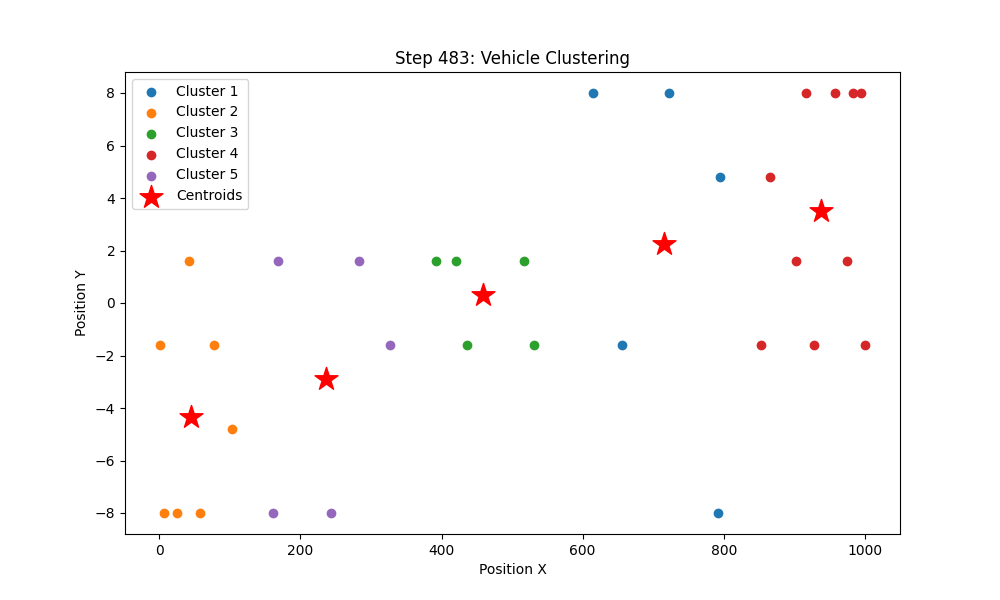 Step 483: Vehicle Clustering
Cluster 1
Cluster 2
Cluster 3
Cluster 4
Cluster 5
Centroids
8
6
4
2
0
−2
−4
−6
−8
Position Y
0 200 400 600 800 1000
Position X